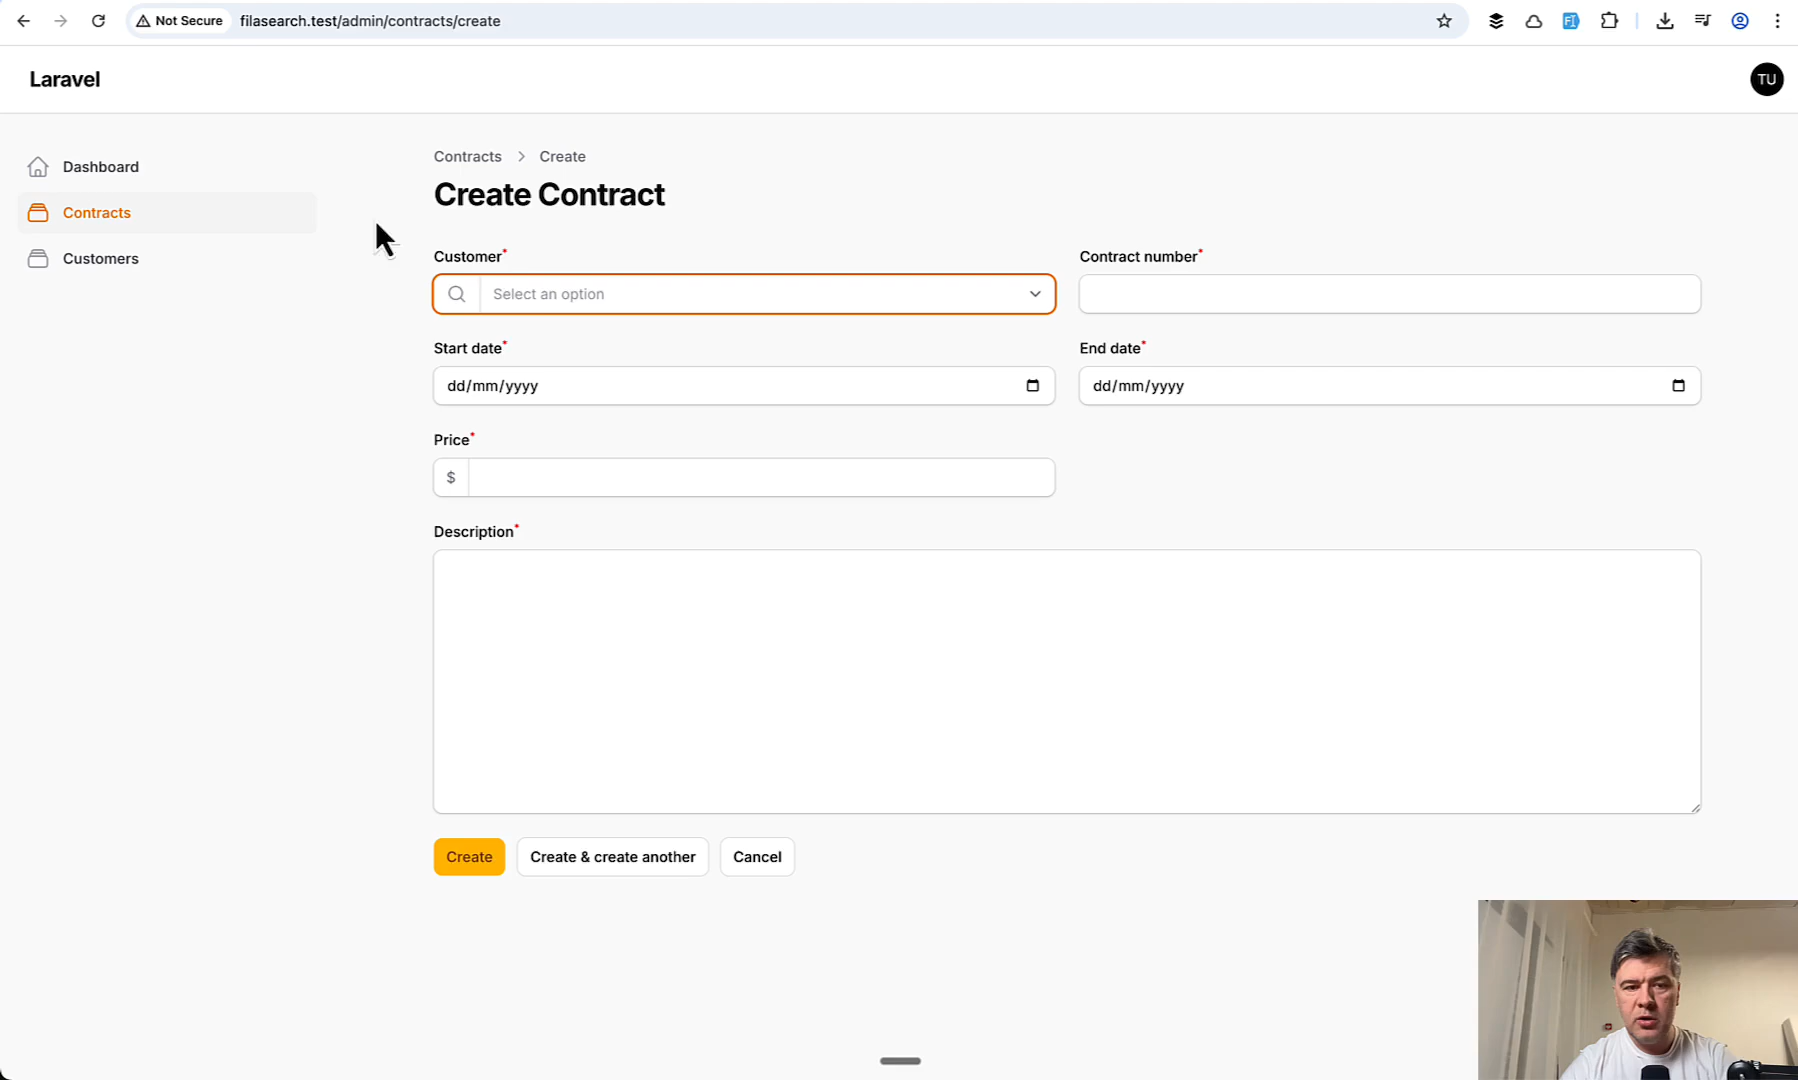 Not Secure
filasearch.test/admin/contracts/create
Laravel
TU
Dashboard
Contracts
Customers
Contracts > Create
Create Contract
Customer*
Contract number*
Select an option
Start date*
End date*
dd/mm/yyyy
dd/mm/yyyy
Price*
$
Description*
Create
Create & create another
Cancel